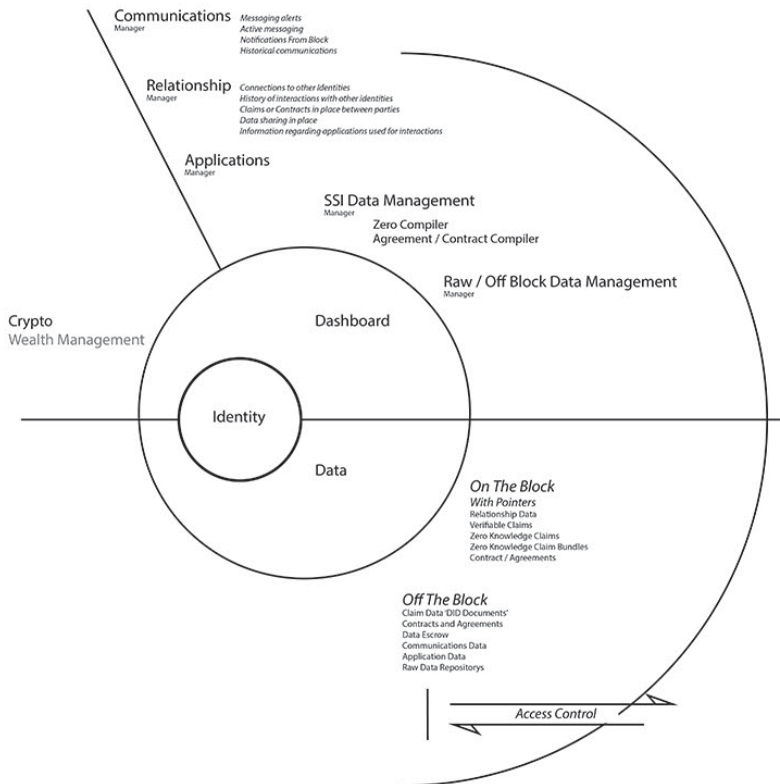 Communications
Manager
Messaging alerts
Active messaging
Notifications From Block
Historical communications
Relationship
Manager
Connections to other Identities
History of interactions with other identities
Claims or Contracts in place between parties
Data sharing in place
Information regarding applications used for interactions
Applications
Manager
SSI Data Management
Manager
Zero Compiler
Agreement / Contract Compiler
Raw / Off Block Data Management
Manager
Crypto
Wealth Management
Dashboard
Identity
Data
On The Block
With Pointers
Relationship Data
Verifiable Claims
Zero Knowledge Claims
Zero Knowledge Claim Bundles
Contract / Agreements
Off The Block
Claim Data 'DID Documents'
Contracts and Agreements
Data Escrow
Communications Data
Application Data
Raw Data Repositorys
Access Control